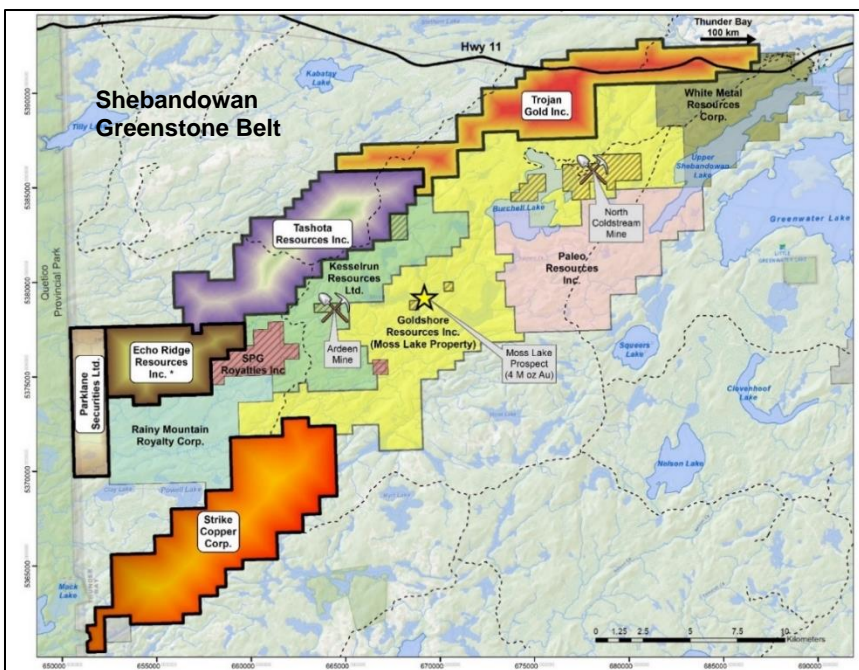 Shebandowan
Greenstone Belt
Hwy 11
Thunder Bay
100 km
Kabatay
Lake
Tilly Lake
Trojan
Gold Inc.
White Metal
Resources
Corp.
Upper
Shebandowan
Lake
Greenwater Lake
Burchell Lake
North
Coldstream
Mine
Tashota
Resources Inc.
Kesselrun
Resources
Ltd.
Paleo
Resources
Inc.
Goldshore
Resources Inc.
(Moss Lake Property)
Moss Lake
Prospect
(4 M oz Au)
Ardeen
Mine
Squeers
Lake
Quetico
Provincial Park
Parklane
Securities Ltd.
Echo Ridge
Resources
Inc. *
SPG
Royalties Inc
Rainy Mountain
Royalty Corp.
Powell Lake
Nelson Lake
Strike
Copper
Corp.
Mack
Lake
5390000
5385000
5380000
5375000
5370000
5365000
0 1.25 2.5 5 7.5 10
Kilometers
650000 655000 660000 665000 670000 675000 680000 685000 690000